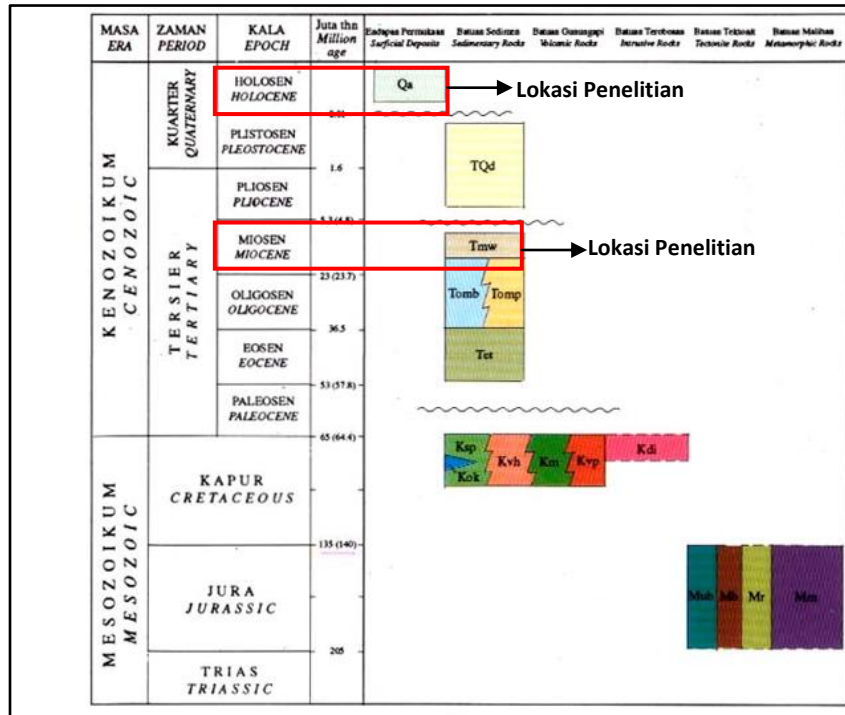 MASA
ERA
ZAMAN
PERIOD
KALA
EPOCH
Juta thn
Million
age
Endapan Permukaan
Surficial Deposits
Batuan Sedimen
Sedimentary Rocks
Batuan Gunungapi
Volcanic Rocks
Batuan Terobosan
Intrusive Rocks
Batuan Tektonit
Tectonite Rocks
Batuan Malihan
Metamorphic Rocks
KENOZOIKUM
CENOZOIC
KUARTER
QUATERNARY
HOLOSEN
HOLOCENE
Qa
Lokasi Penelitian
PLISTOSEN
PLEOSTOCENE
TQd
1.6
TERSIER
TERTIARY
PLIOSEN
PLIOCENE
MIOSEN
MIOCENE
Tmw
Lokasi Penelitian
23 (23.7)
OLIGOSEN
OLIGOCENE
Tomb
Tomp
36.5
EOSEN
EOCENE
Tet
53 (57.8)
PALEOSEN
PALEOCENE
65 (64.4)
MESOZOIKUM
MESOZOIC
KAPUR
CRETACEOUS
Ksp
Kok
Kvh
Km
Kvp
Kdi
135 (140)
JURA
JURASSIC
Mub
Mb
Mr
Mm
205
TRIAS
TRIASSIC